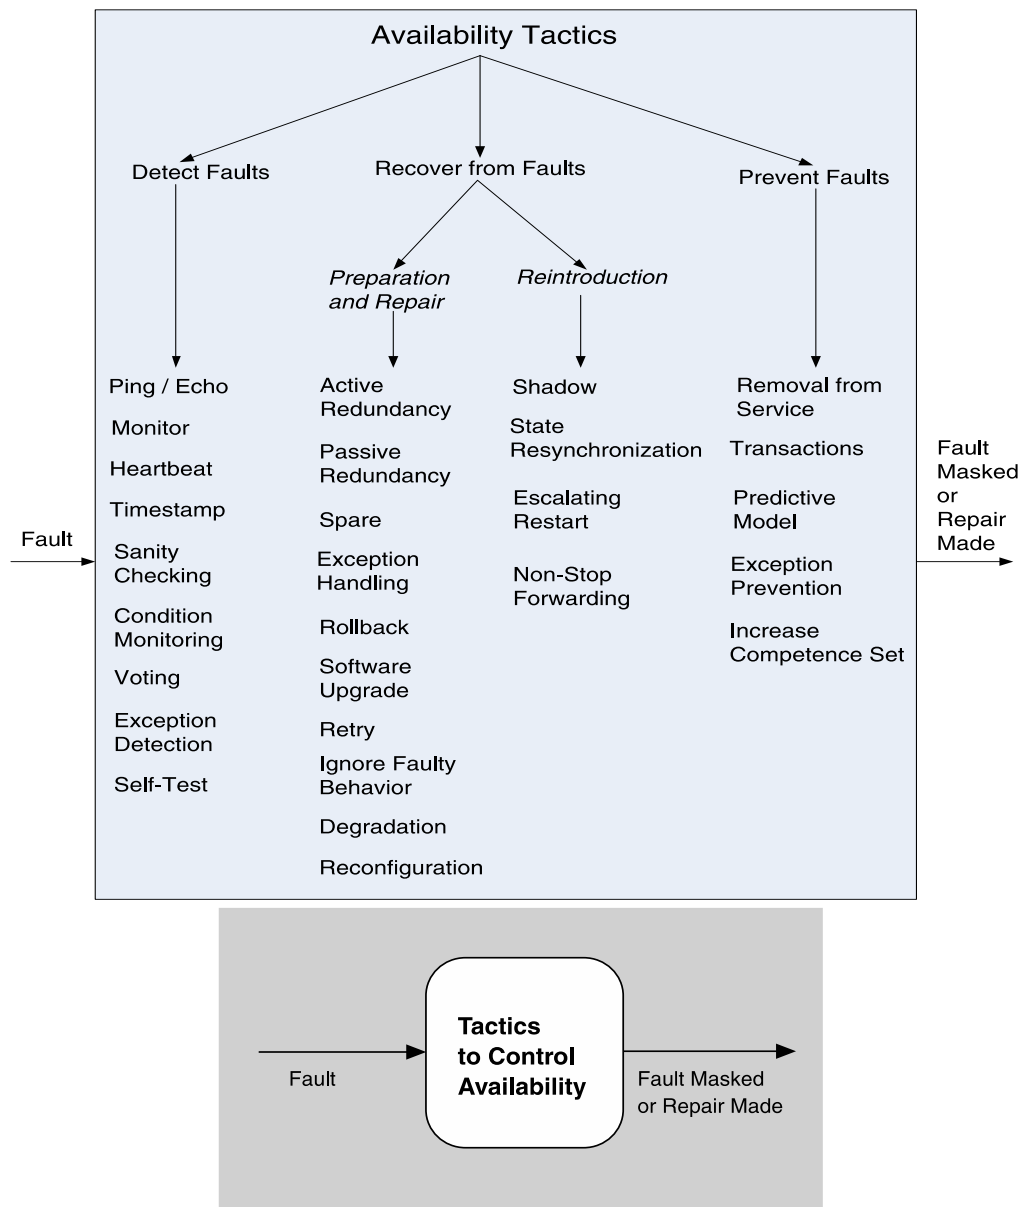 Availability Tactics
Detect Faults
Recover from Faults
Prevent Faults
Preparation
and Repair
Reintroduction
Ping / Echo
Monitor
Heartbeat
Timestamp
Sanity
Checking
Condition
Monitoring
Voting
Exception
Detection
Self-Test
Active
Redundancy
Passive
Redundancy
Spare
Exception
Handling
Rollback
Software
Upgrade
Retry
Ignore Faulty
Behavior
Degradation
Reconfiguration
Shadow
State
Resynchronization
Escalating
Restart
Non-Stop
Forwarding
Removal from
Service
Transactions
Predictive
Model
Exception
Prevention
Increase
Competence Set
Fault
Fault
Masked
or
Repair
Made
Tactics
to Control
Availability
Fault
Fault Masked
or Repair Made